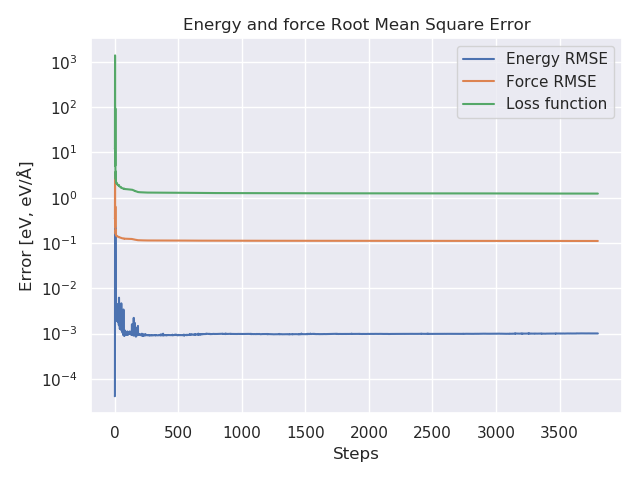 Energy and force Root Mean Square Error
Energy RMSE
Force RMSE
Loss function
Error [eV, eV/Å]
10³
10²
10¹
10⁰
10⁻¹
10⁻²
10⁻³
10⁻⁴
0 500 1000 1500 2000 2500 3000 3500
Steps